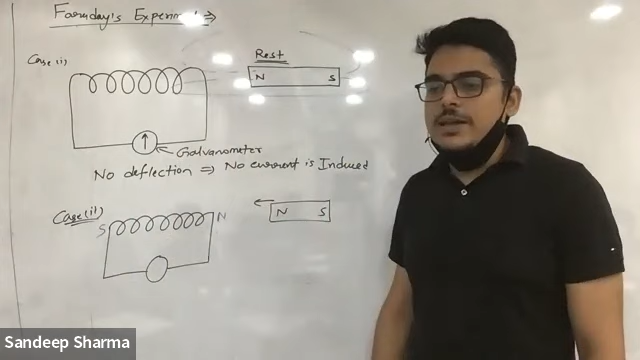 Faraday's Experiment ⇒
Case(i)
Rest
N S
Galvanometer
No deflection ⇒ No current is Induced
Case(ii)
S N
N S
Sandeep Sharma